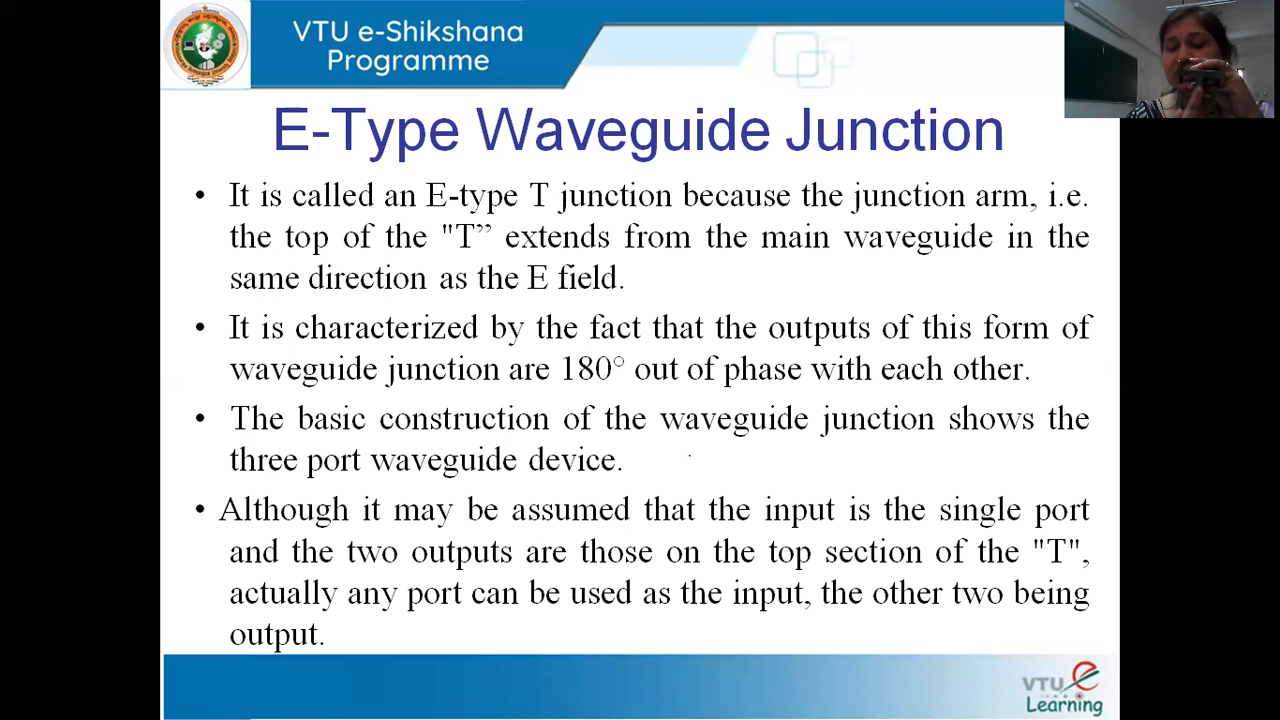 VTU e-Shikshana
Programme
E-Type Waveguide Junction
• It is called an E-type T junction because the junction arm, i.e.
the top of the "T” extends from the main waveguide in the
same direction as the E field.
• It is characterized by the fact that the outputs of this form of
waveguide junction are 180° out of phase with each other.
• The basic construction of the waveguide junction shows the
three port waveguide device.
• Although it may be assumed that the input is the single port
and the two outputs are those on the top section of the "T",
actually any port can be used as the input, the other two being
output.
VTU e
Learning